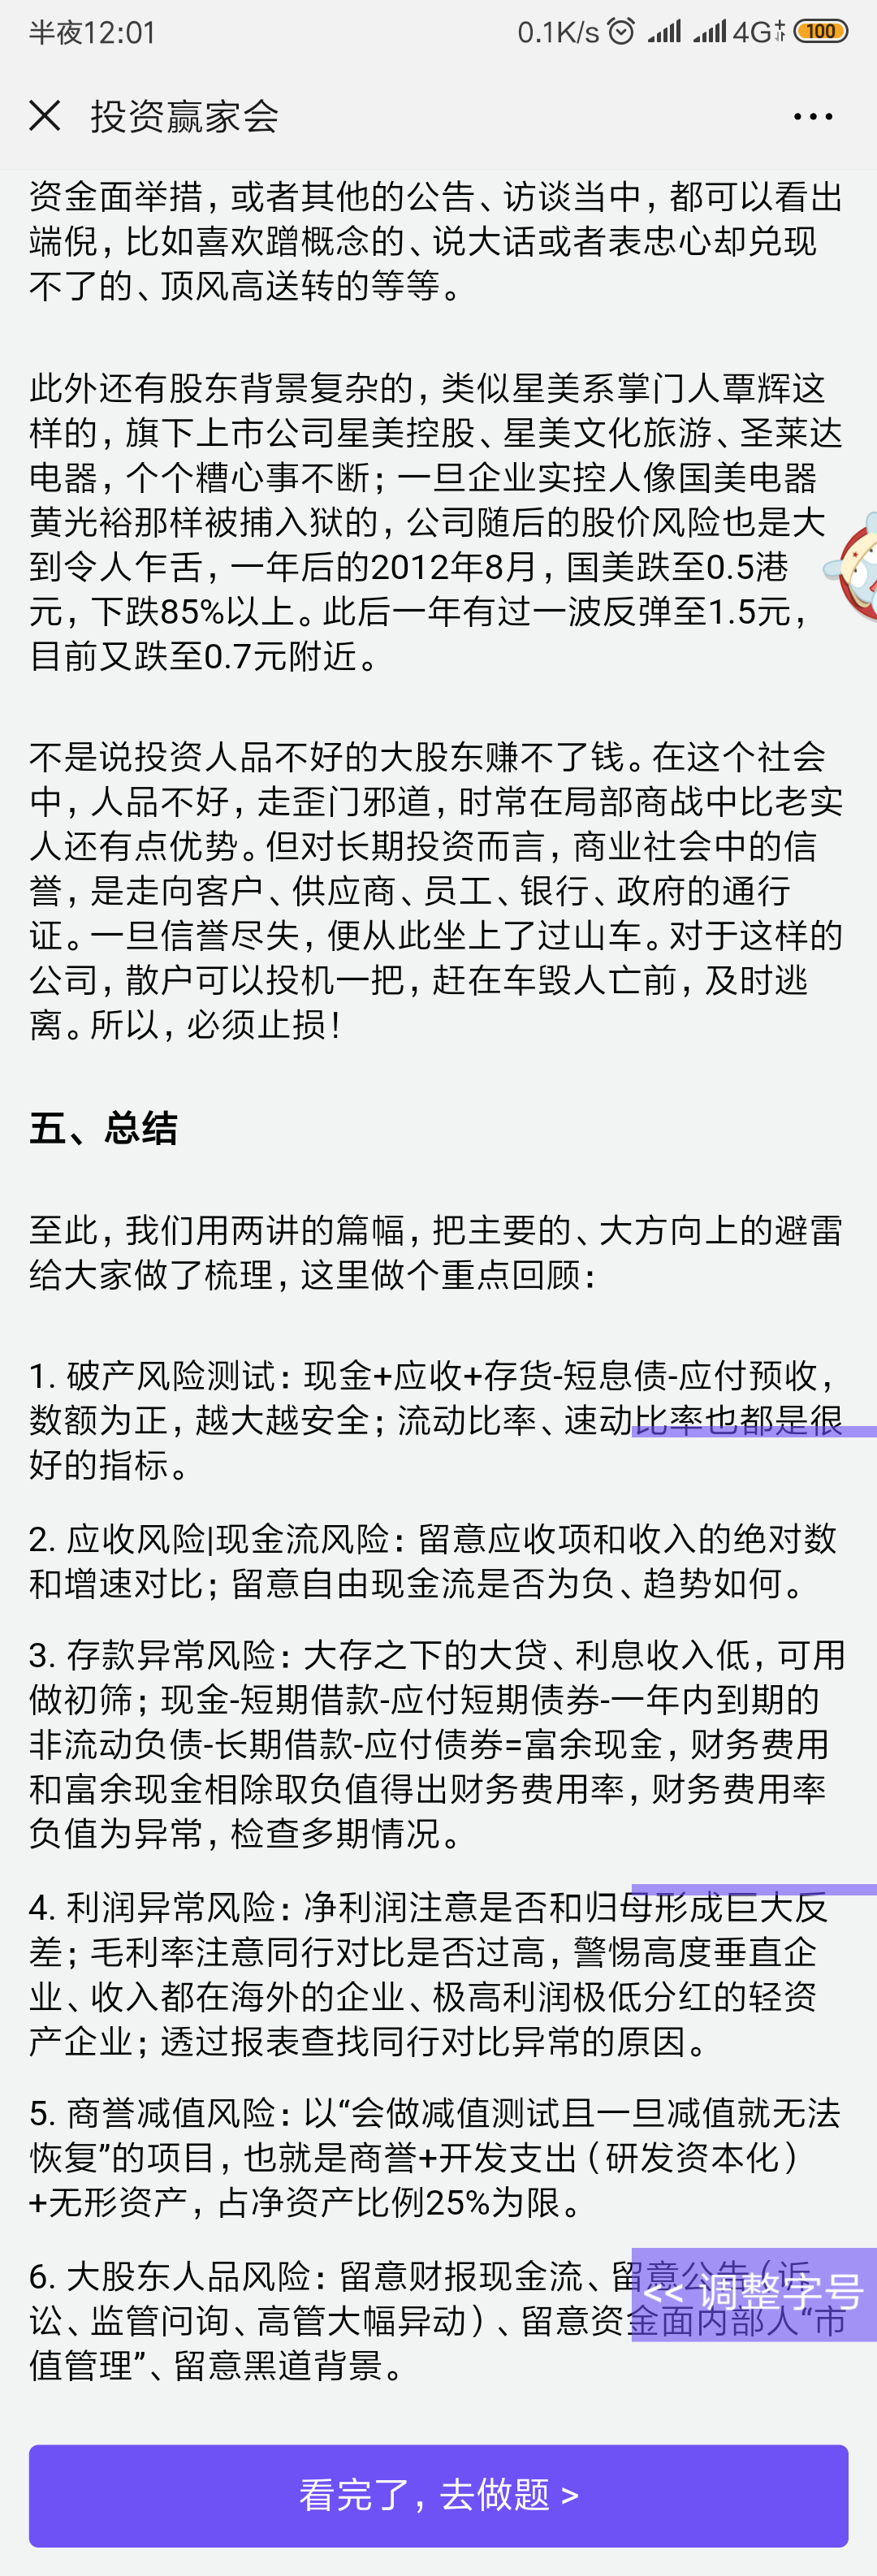 半夜12:01
0.1K/s 4G+ 100
投资赢家会
资金面举措，或者其他的公告、访谈当中，都可以看出
端倪，比如喜欢蹭概念的、说大话或者表忠心却兑现
不了的、顶风高送转的等等。
此外还有股东背景复杂的，类似星美系掌门人覃辉这
样的，旗下上市公司星美控股、星美文化旅游、圣莱达
电器，个个糟心事不断；一旦企业实控人像国美电器
黄光裕那样被捕入狱的，公司随后的股价风险也是大
到令人乍舌，一年后的2012年8月，国美跌至0.5港
元，下跌85%以上。此后一年有过一波反弹至1.5元，
目前又跌至0.7元附近。
不是说投资人品不好的大股东赚不了钱。在这个社会
中，人品不好，走歪门邪道，时常在局部商战中比老实
人还有点优势。但对长期投资而言，商业社会中的信
誉，是走向客户、供应商、员工、银行、政府的通行
证。一旦信誉尽失，便从此坐上了过山车。对于这样的
公司，散户可以投机一把，赶在车毁人亡前，及时逃
离。所以，必须止损！
五、总结
至此，我们用两讲的篇幅，把主要的、大方向上的避雷
给大家做了梳理，这里做个重点回顾：
1. 破产风险测试：现金+应收+存货-短息债-应付预收，
数额为正，越大越安全；流动比率、速动比率也都是很
好的指标。
2. 应收风险|现金流风险：留意应收项和收入的绝对数
和增速对比；留意自由现金流是否为负、趋势如何。
3. 存款异常风险：大存之下的大贷、利息收入低，可用
做初筛；现金-短期借款-应付短期债券-一年内到期的
非流动负债-长期借款-应付债券=富余现金，财务费用
和富余现金相除取负值得出财务费用率，财务费用率
负值为异常，检查多期情况。
4. 利润异常风险：净利润注意是否和归母形成巨大反
差；毛利率注意同行对比是否过高，警惕高度垂直企
业、收入都在海外的企业、极高利润极低分红的轻资
产企业；透过报表查找同行对比异常的原因。
5. 商誉减值风险：以“会做减值测试且一旦减值就无法
恢复”的项目，也就是商誉+开发支出（研发资本化）
+无形资产，占净资产比例25%为限。
6. 大股东人品风险：留意财报现金流、留意公告（诉
讼、监管问询、高管大幅异动）、留意资金面内部人“市
值管理”、留意黑道背景。
<< 调整字号
看完了，去做题 >